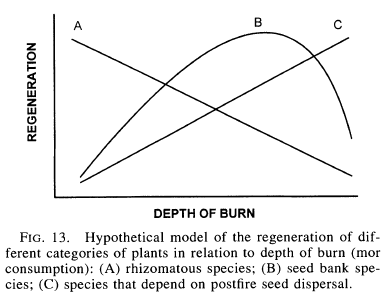 A
B
C
REGENERATION
DEPTH OF BURN
FIG. 13. Hypothetical model of the regeneration of dif-
ferent categories of plants in relation to depth of burn (mor
consumption): (A) rhizomatous species; (B) seed bank spe-
cies; (C) species that depend on postfire seed dispersal.